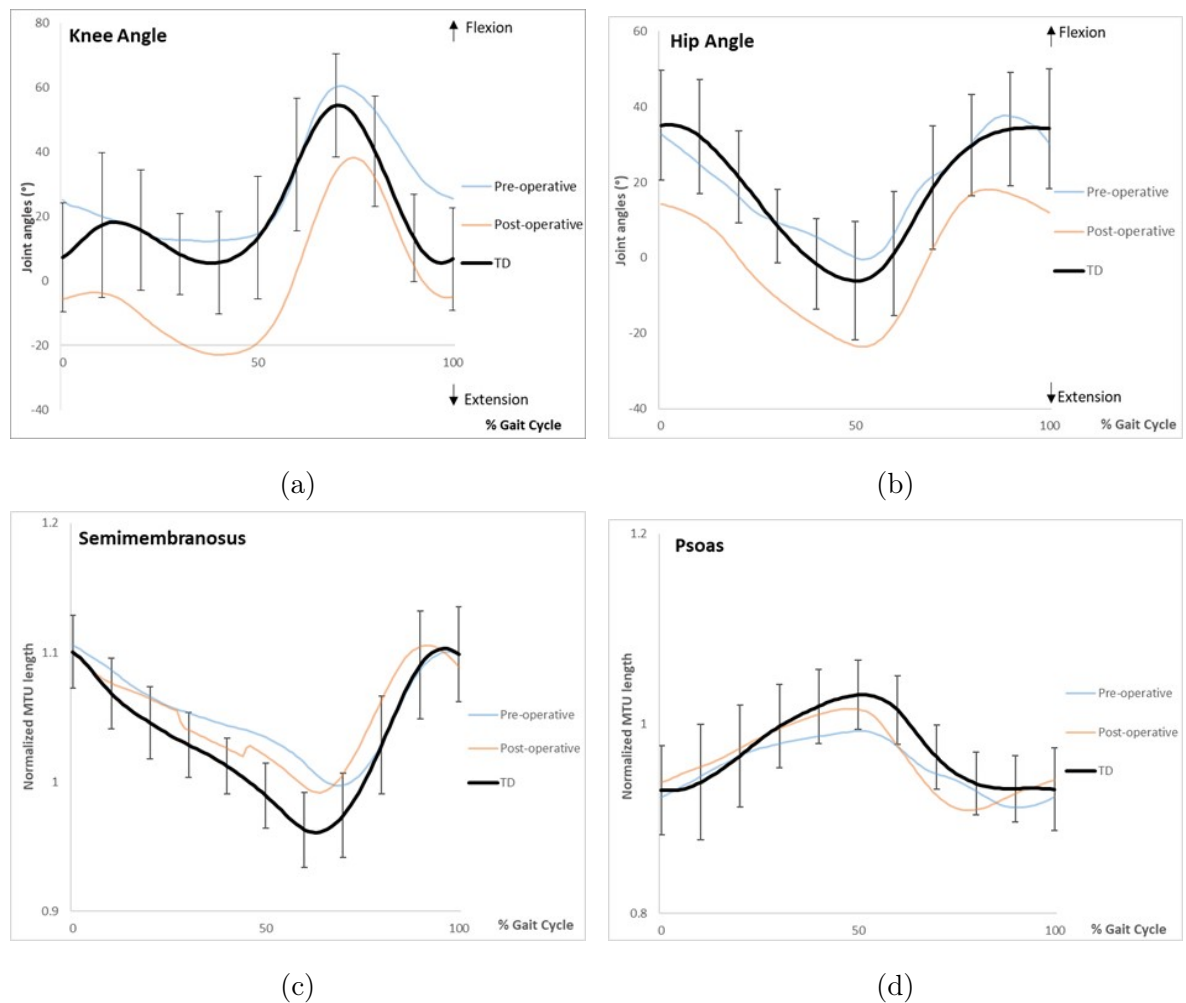 Knee Angle
Flexion
80
60
40
20
0
-20
-40
Joint angles (°)
0
50
100
Pre-operative
Post-operative
TD
Extension
% Gait Cycle
(a)
Hip Angle
Flexion
60
40
20
0
-20
-40
Joint angles (°)
Pre-operative
Post-operative
TD
Extension
0
50
100
% Gait Cycle
(b)
Semimembranosus
1.2
1.1
1
0.9
Normalized MTU length
Pre-operative
Post-operative
TD
0
50
100
% Gait Cycle
(c)
Psoas
1.2
1
0.8
Normalized MTU length
Pre-operative
Post-operative
TD
0
50
100
% Gait Cycle
(d)